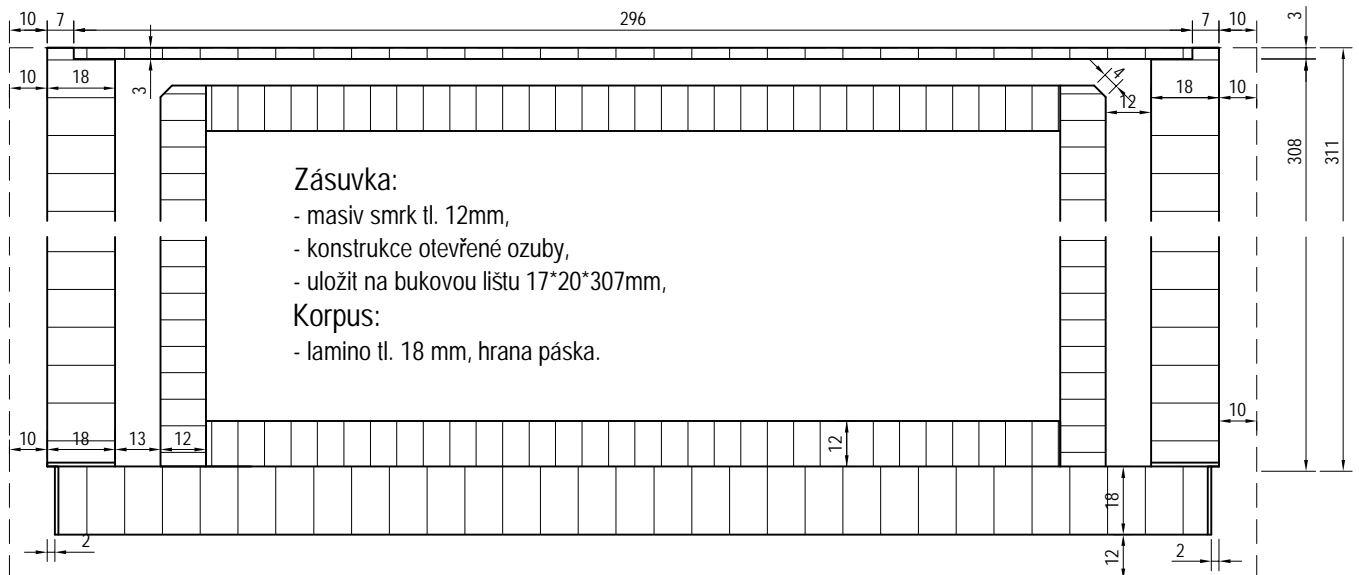 10 7 296 7 10 3
10 18 3 4 12 18 10
308 311
Zásuvka:
- masiv smrk tl. 12mm,
- konstrukce otevřené ozuby,
- uložit na bukovou lištu 17*20*307mm,
Korpus:
- lamino tl. 18 mm, hrana páska.
10
10 18 13 12 12
18
2 12 2